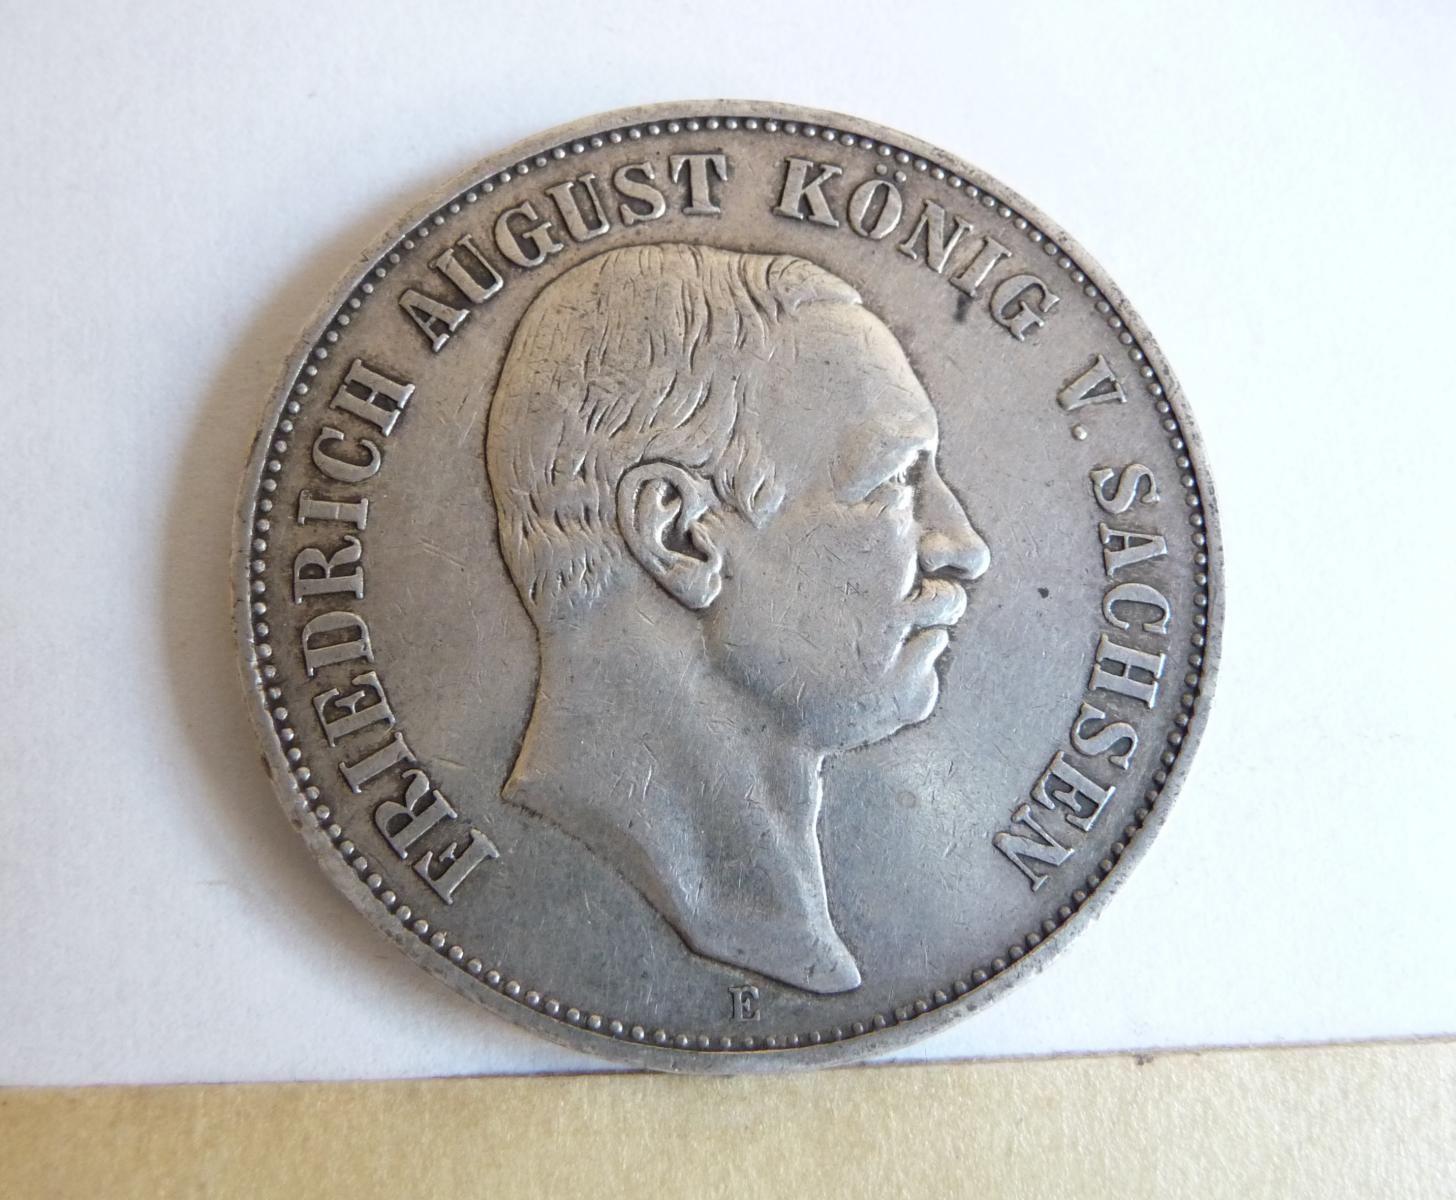 FRIEDRICH AUGUST KÖNIG V. SACHSEN
E